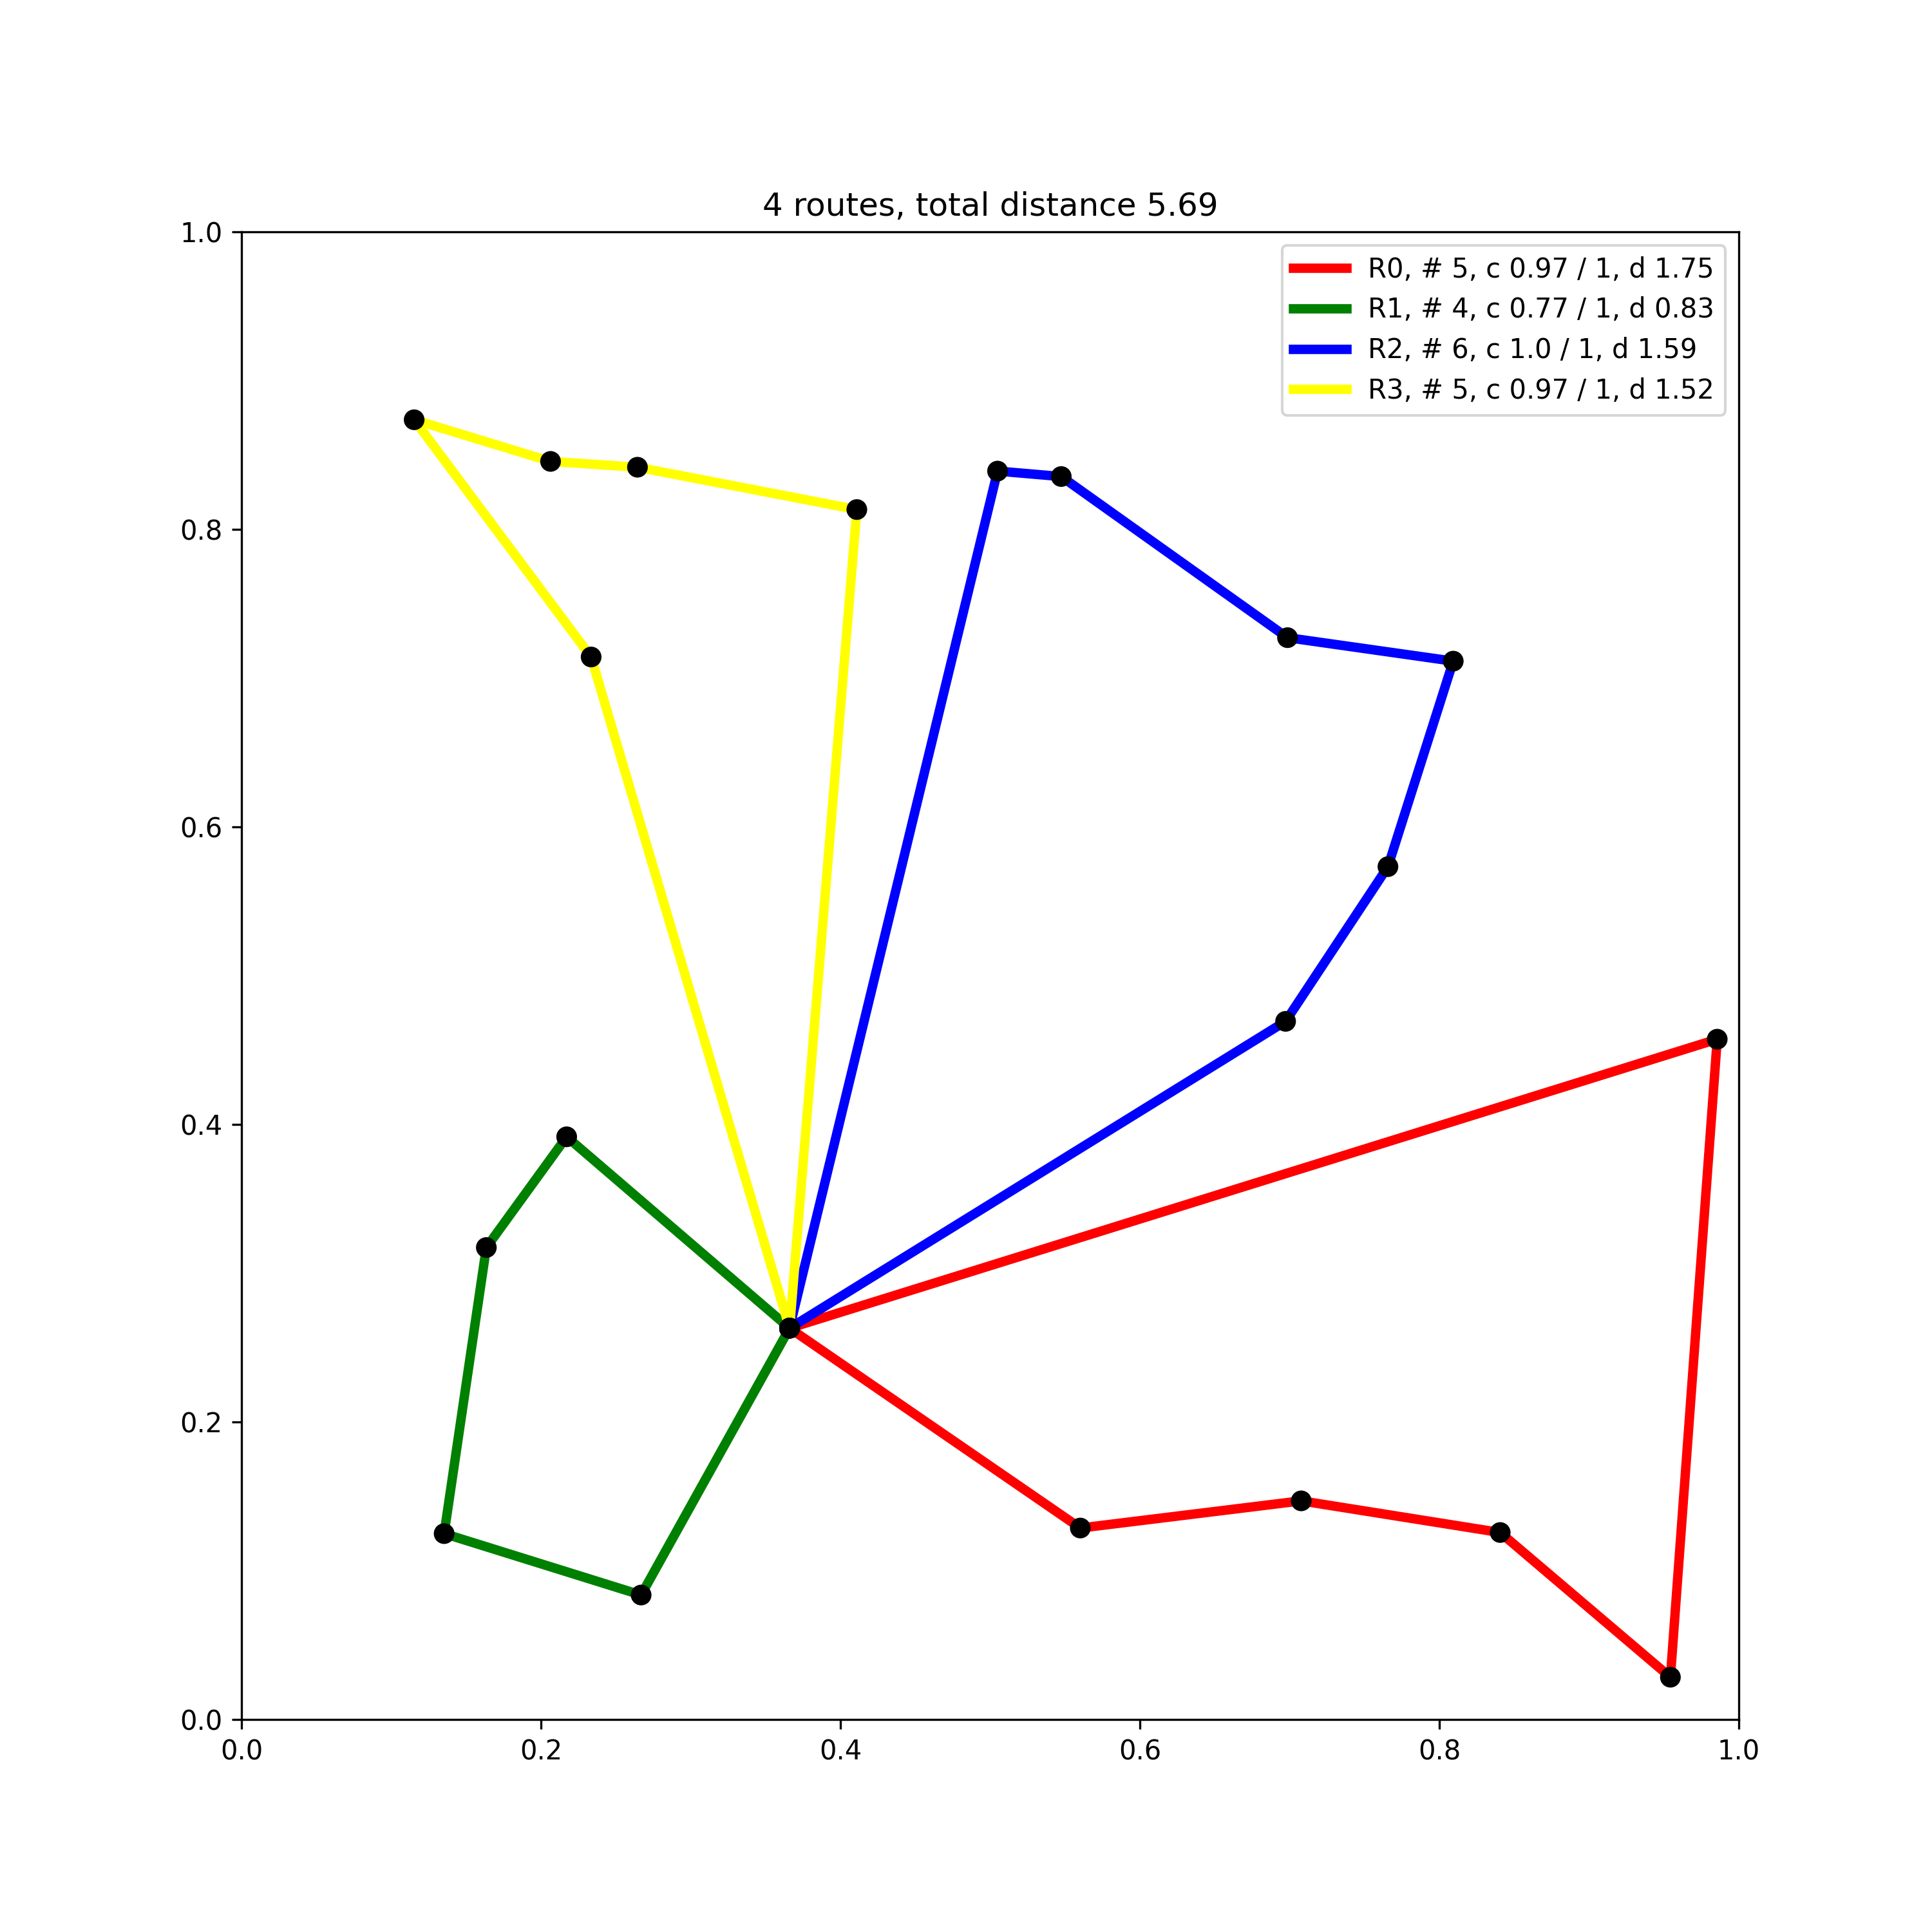 4 routes, total distance 5.69
R0, # 5, c 0.97 / 1, d 1.75
R1, # 4, c 0.77 / 1, d 0.83
R2, # 6, c 1.0 / 1, d 1.59
R3, # 5, c 0.97 / 1, d 1.52
1.0
0.8
0.6
0.4
0.2
0.0
0.0 0.2 0.4 0.6 0.8 1.0